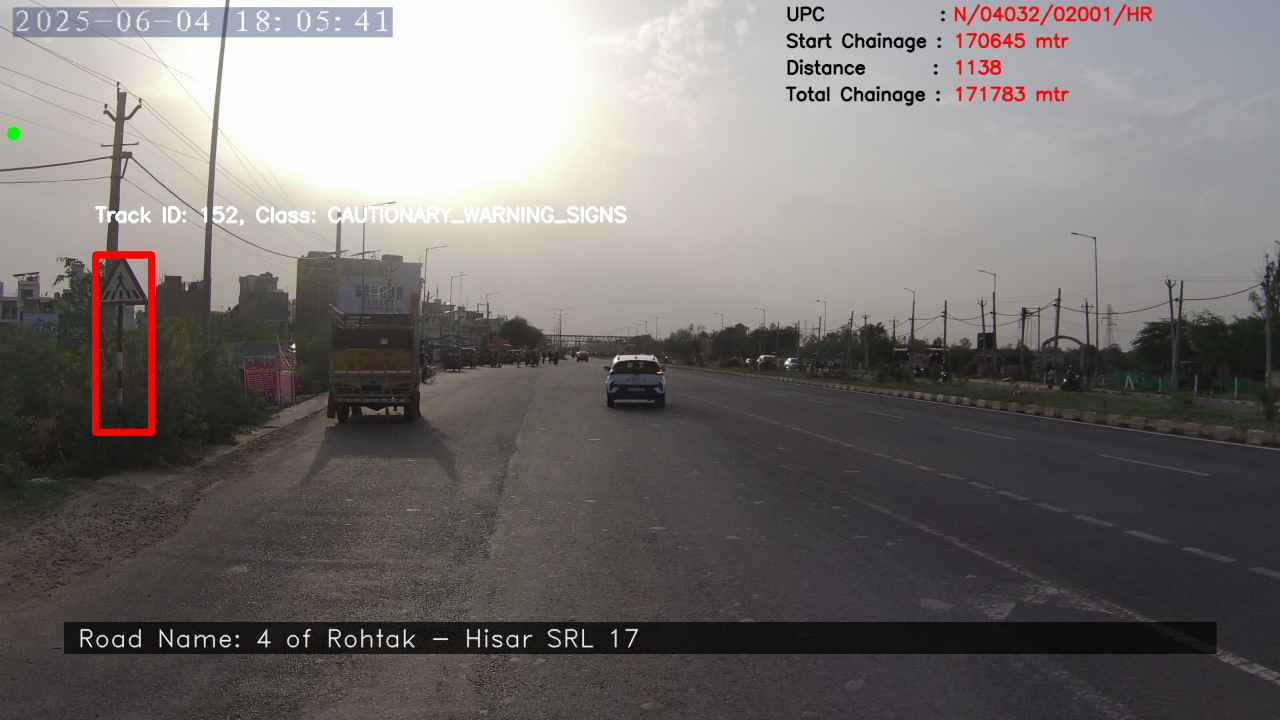 2025-06-04 18:05:41
UPC : N/04032/02001/HR
Start Chainage : 170645 mtr
Distance : 1138
Total Chainage : 171783 mtr
Track ID: 152, Class: CAUTIONARY_WARNING_SIGNS
Road Name: 4 of Rohtak - Hisar SRL 17